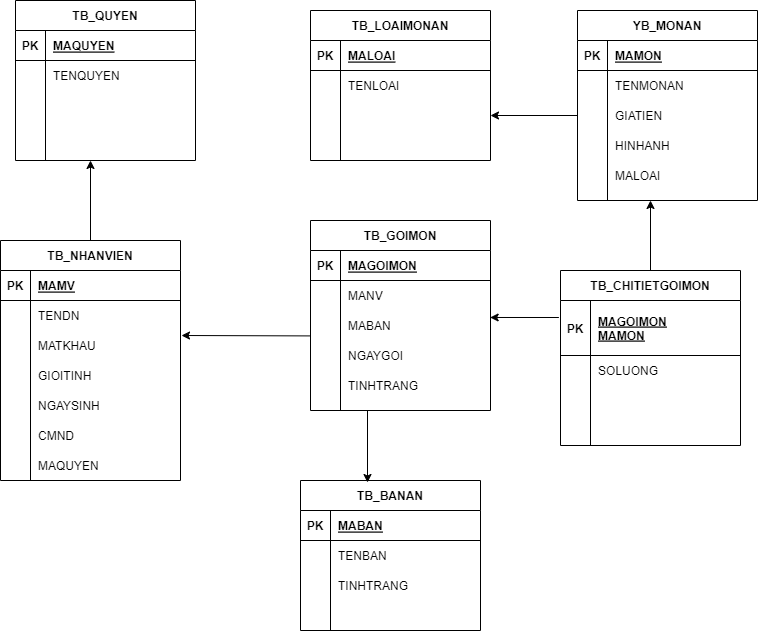 TB_QUYEN
PK MAQUYEN
TENQUYEN
TB_LOAIMONAN
PK MALOAI
TENLOAI
YB_MONAN
PK MAMON
TENMONAN
GIATIEN
HINHANH
MALOAI
TB_NHANVIEN
PK MAMV
TENDN
MATKHAU
GIOITINH
NGAYSINH
CMND
MAQUYEN
TB_GOIMON
PK MAGOIMON
MANV
MABAN
NGAYGOI
TINHTRANG
TB_CHITIETGOIMON
PK MAGOIMON
MAMON
SOLUONG
TB_BANAN
PK MABAN
TENBAN
TINHTRANG